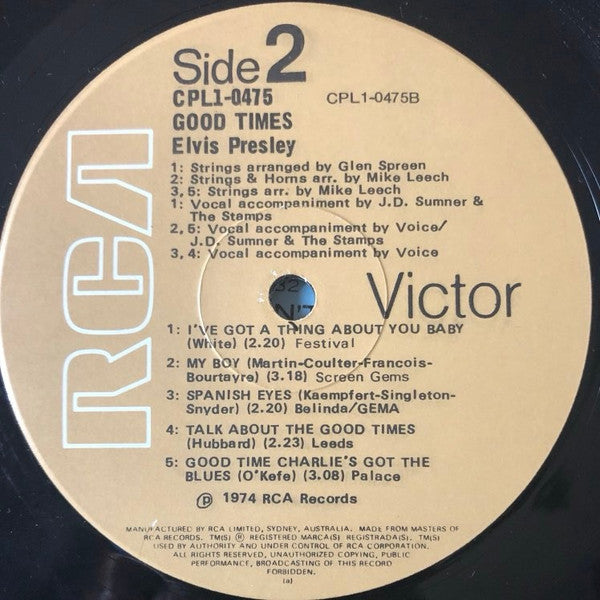 Side 2
CPL1-0475 CPL1-0475B
GOOD TIMES
Elvis Presley
1: Strings arranged by Glen Spreen
2: Strings & Horns arr. by Mike Leech
3, 5: Strings arr. by Mike Leech
1: Vocal accompaniment by J.D. Sumner &
The Stamps
2, 5: Vocal accompaniment by Voice/
J.D. Sumner & The Stamps
3, 4: Vocal accompaniment by Voice
RCA
Victor
1: I'VE GOT A THING ABOUT YOU BABY
(White) (2.20) Festival
2: MY BOY (Martin-Coulter-Francois-
Bourtayre) (3.18) Screen Gems
3: SPANISH EYES (Kaempfert-Singleton-
Snyder) (2.20) Belinda/GEMA
4: TALK ABOUT THE GOOD TIMES
(Hubbard) (2.23) Leeds
5: GOOD TIME CHARLIE'S GOT THE
BLUES (O'Kefe) (3.08) Palace
℗ 1974 RCA Records
MANUFACTURED BY RCA LIMITED, SYDNEY, AUSTRALIA. MADE FROM MASTERS OF
RCA RECORDS. TM(S) ® REGISTERED MARCA(S) REGISTRADA(S). TM(S)
USED BY AUTHORITY AND UNDER CONTROL OF RCA CORPORATION.
ALL RIGHTS RESERVED, UNAUTHORIZED COPYING, PUBLIC
PERFORMANCE, BROADCASTING OF THIS RECORD
FORBIDDEN.
(a)